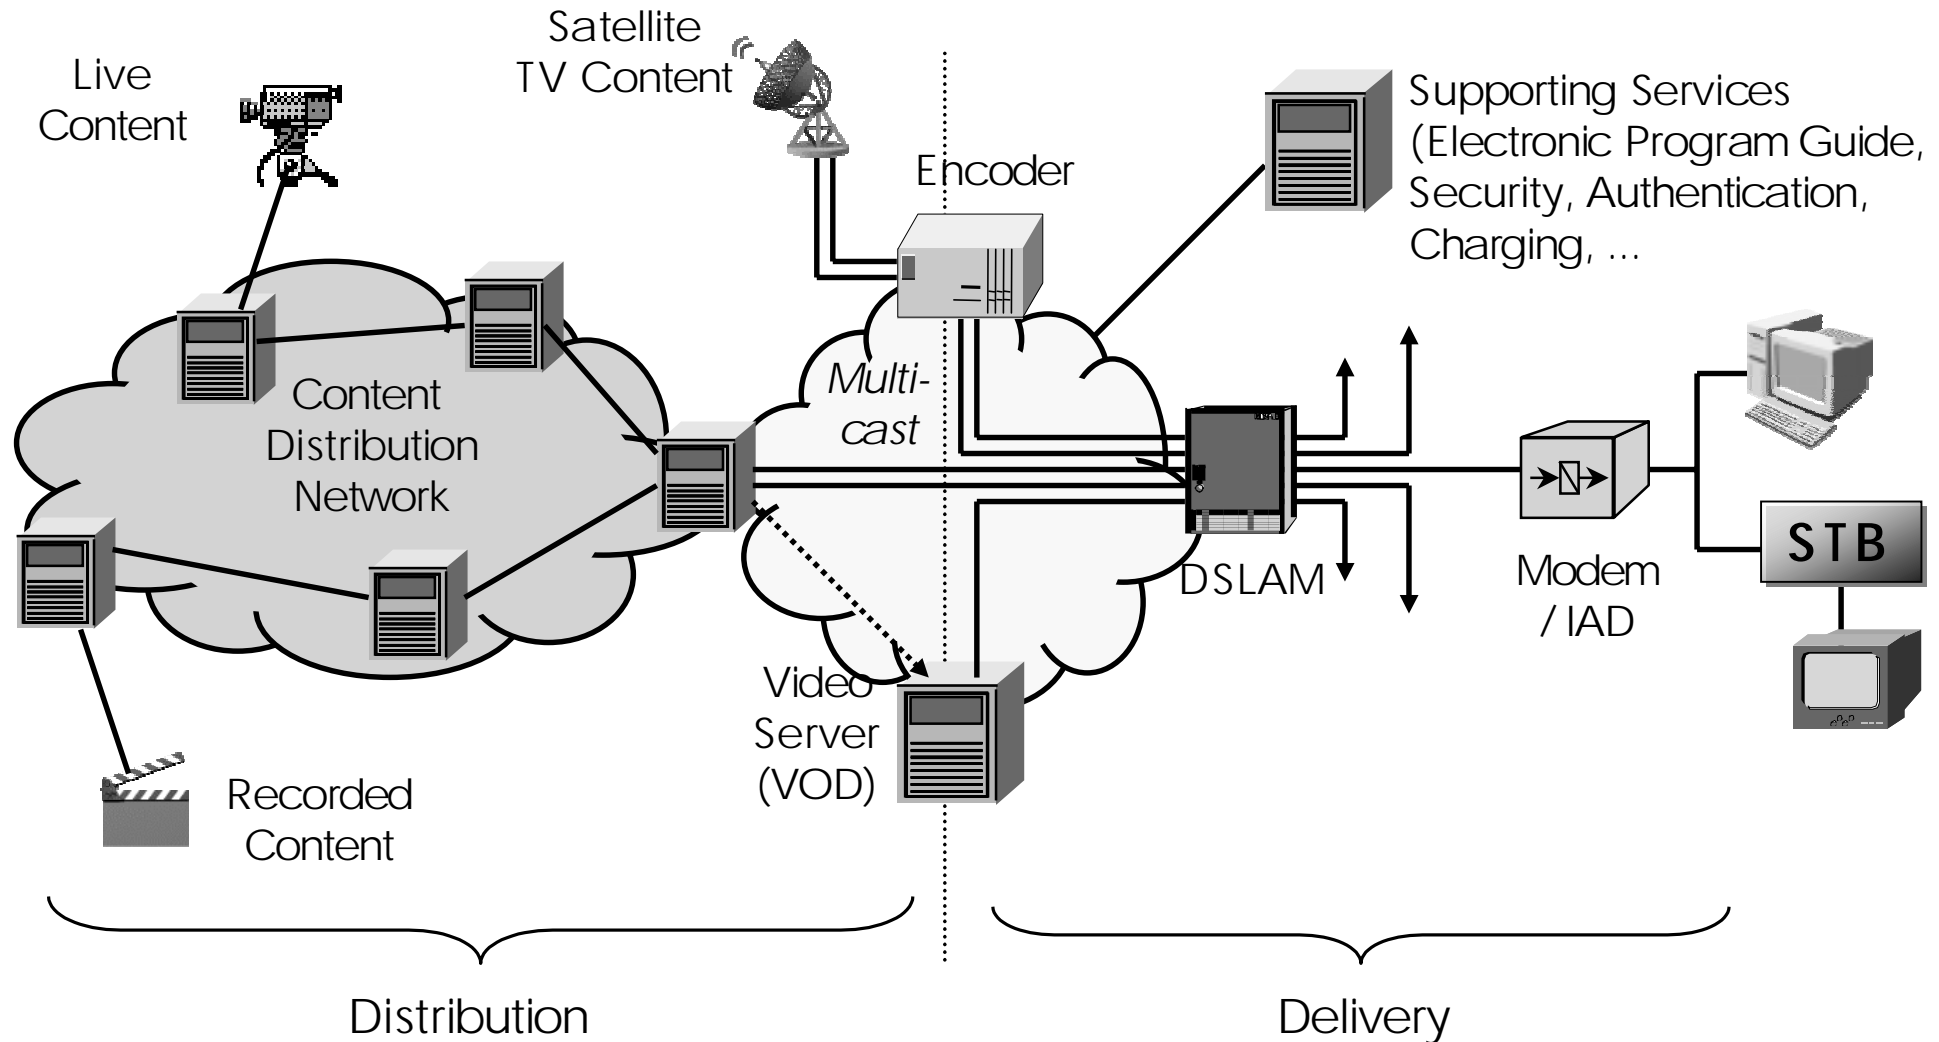 Live
Content
Satellite
TV Content
Encoder
Supporting Services
(Electronic Program Guide,
Security, Authentication,
Charging, ...
Content
Distribution
Network
Multi-
cast
DSLAM
Modem
/ IAD
STB
Video
Server
(VOD)
Recorded
Content
Distribution
Delivery